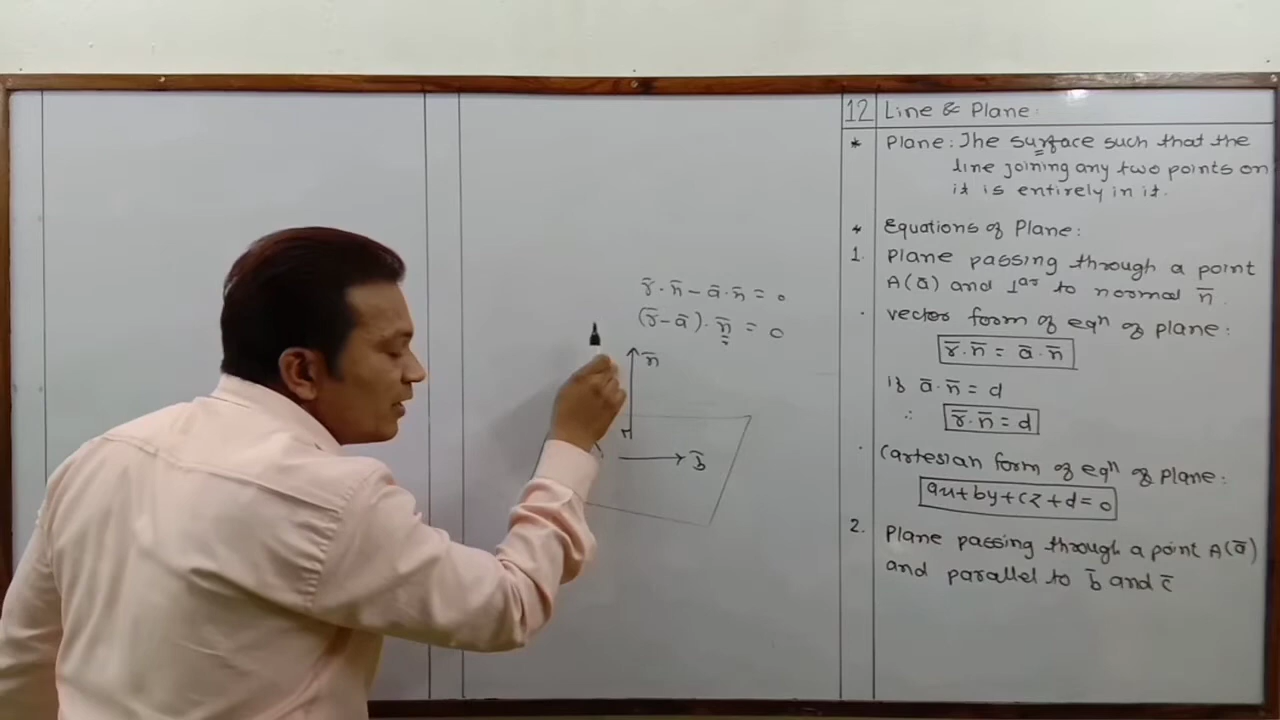 r̄·n̄ − ā·n̄ = 0
(r̄ − ā)·n̄ = 0
n̄
b̄
12 Line & Plane:
* Plane: The surface such that the
line joining any two points on
it is entirely in it.
* Equations of Plane:
1. Plane passing through a point
A(ā) and ⊥ar to normal n̄.
· vector form of eqⁿ of plane:
r̄·n̄ = ā·n̄
if ā·n̄ = d
∴ r̄·n̄ = d
· Cartesian form of eqⁿ of plane:
ax+by+cz+d=0
2. Plane passing through a point A(ā)
and parallel to b̄ and c̄